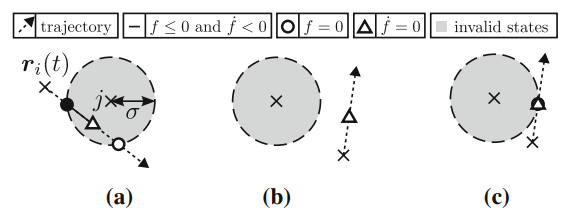 trajectory f ≤ 0 and ḟ < 0 f = 0 ḟ = 0 invalid states
r_i(t)
j
σ
(a) (b) (c)